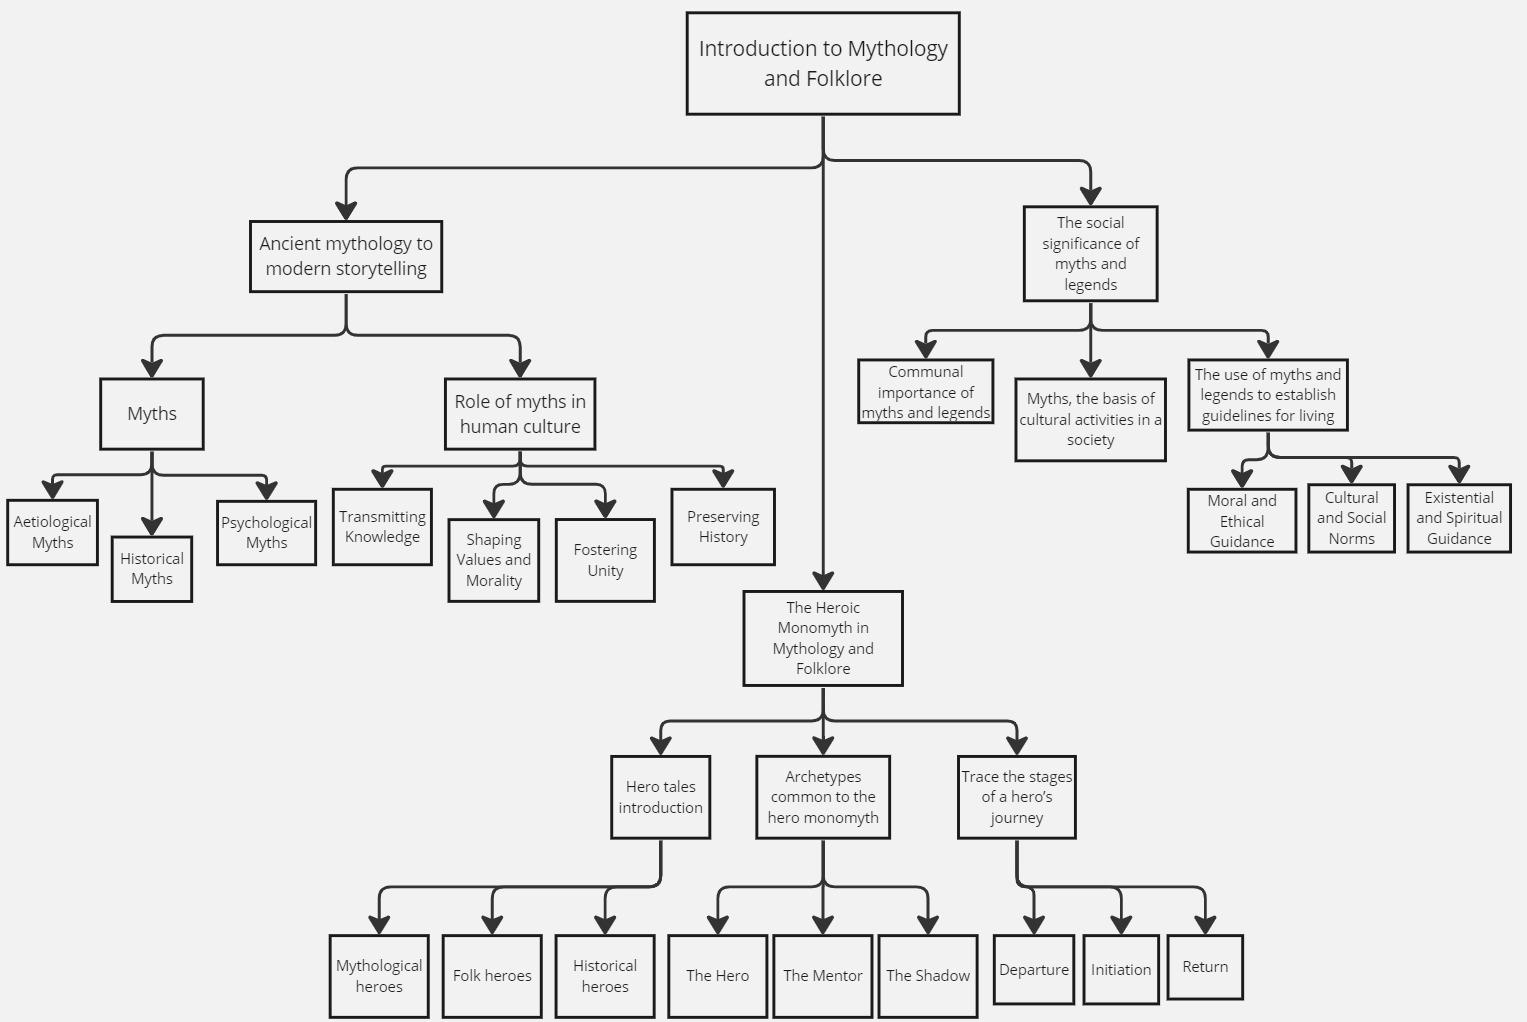 Introduction to Mythology
and Folklore
Ancient mythology to
modern storytelling
The social
significance of
myths and
legends
Myths
Role of myths in
human culture
Communal
importance of
myths and legends
Myths, the basis of
cultural activities in a
society
The use of myths and
legends to establish
guidelines for living
Aetiological
Myths
Historical
Myths
Psychological
Myths
Transmitting
Knowledge
Shaping
Values and
Morality
Fostering
Unity
Preserving
History
Moral and
Ethical
Guidance
Cultural
and Social
Norms
Existential
and Spiritual
Guidance
The Heroic
Monomyth in
Mythology and
Folklore
Hero tales
introduction
Archetypes
common to the
hero monomyth
Trace the stages
of a hero’s
journey
Mythological
heroes
Folk heroes
Historical
heroes
The Hero
The Mentor
The Shadow
Departure
Initiation
Return